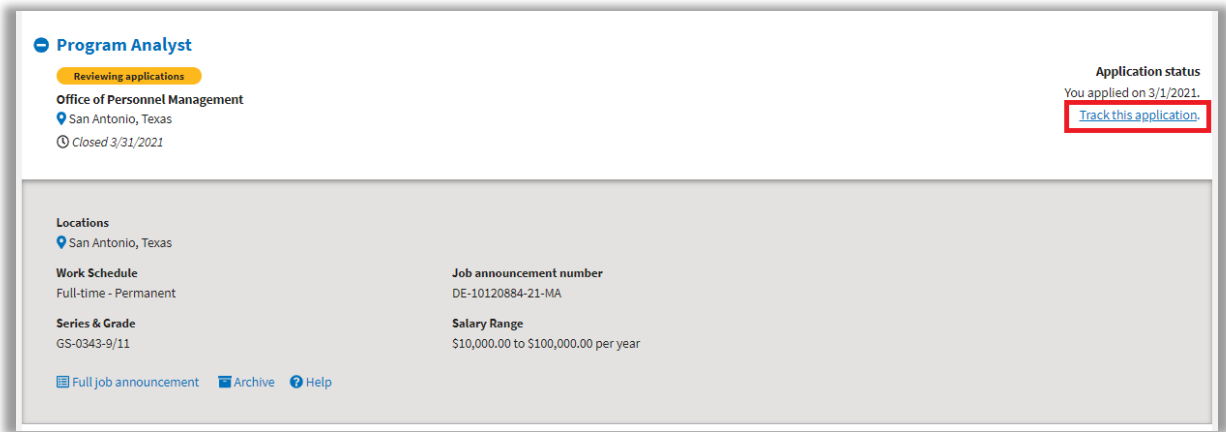 Program Analyst
Reviewing applications
Office of Personnel Management
San Antonio, Texas
Closed 3/31/2021
Application status
You applied on 3/1/2021.
Track this application.
Locations
San Antonio, Texas
Work Schedule
Full-time - Permanent
Job announcement number
DE-10120884-21-MA
Series & Grade
GS-0343-9/11
Salary Range
$10,000.00 to $100,000.00 per year
Full job announcement Archive Help